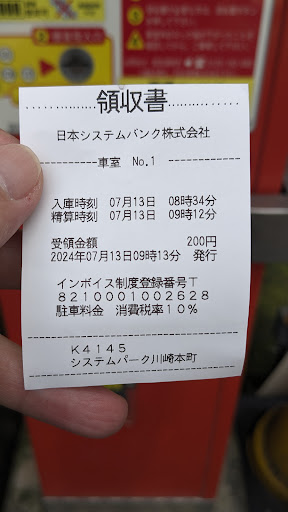 領収書
日本システムバンク株式会社
車室 No.1
入庫時刻 07月13日 08時34分
精算時刻 07月13日 09時12分
受領金額 200円
2024年07月13日09時13分 発行
インボイス制度登録番号T
8210001002628
駐車料金 消費税率10%
K4145
システムパーク川崎本町